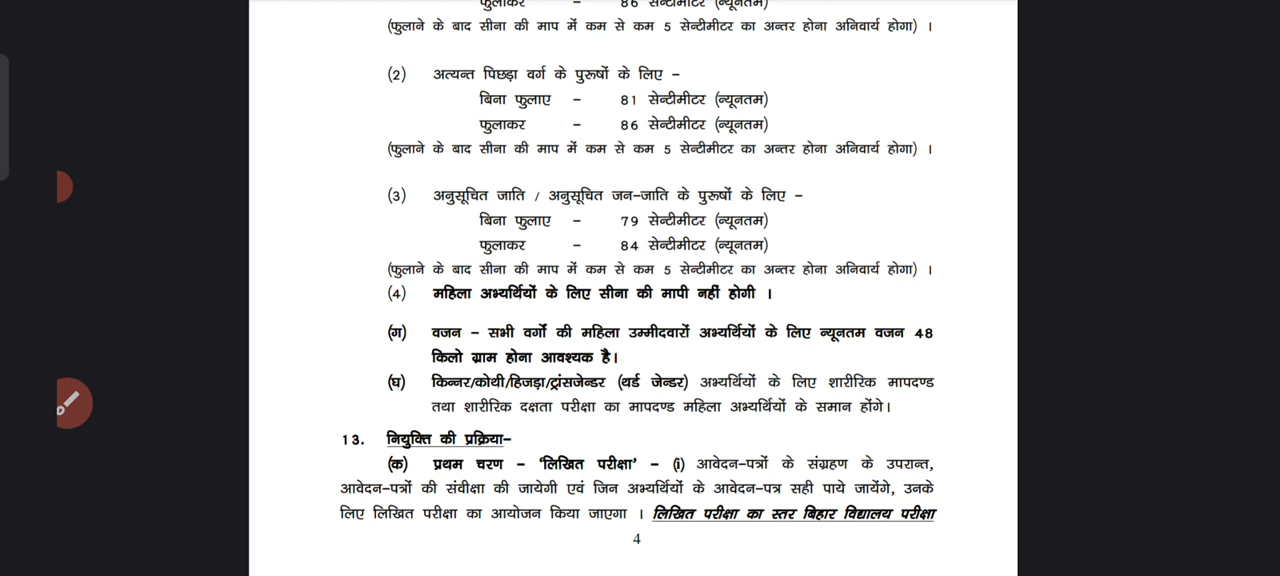 फुलाकर – 86 सेन्टीमीटर (न्यूनतम)
(फुलाने के बाद सीना की माप में कम से कम 5 सेन्टीमीटर का अन्तर होना अनिवार्य होगा) ।
(2) अत्यन्त पिछड़ा वर्ग के पुरूषों के लिए –
बिना फुलाए – 81 सेन्टीमीटर (न्यूनतम)
फुलाकर – 86 सेन्टीमीटर (न्यूनतम)
(फुलाने के बाद सीना की माप में कम से कम 5 सेन्टीमीटर का अन्तर होना अनिवार्य होगा) ।
(3) अनुसूचित जाति / अनुसूचित जन-जाति के पुरूषों के लिए –
बिना फुलाए – 79 सेन्टीमीटर (न्यूनतम)
फुलाकर – 84 सेन्टीमीटर (न्यूनतम)
(फुलाने के बाद सीना की माप में कम से कम 5 सेन्टीमीटर का अन्तर होना अनिवार्य होगा) ।
(4) महिला अभ्यर्थियों के लिए सीना की मापी नहीं होगी ।
(ग) वजन – सभी वर्गों की महिला उम्मीदवारों अभ्यर्थियों के लिए न्यूनतम वजन 48
किलो ग्राम होना आवश्यक है।
(घ) किन्नर/कोथी/हिजड़ा/ट्रांसजेन्डर (थर्ड जेन्डर) अभ्यर्थियों के लिए शारीरिक मापदण्ड
तथा शारीरिक दक्षता परीक्षा का मापदण्ड महिला अभ्यर्थियों के समान होंगे।
13. नियुक्ति की प्रक्रिया–
(क) प्रथम चरण – ‘लिखित परीक्षा’ – (i) आवेदन-पत्रों के संग्रहण के उपरान्त,
आवेदन-पत्रों की संवीक्षा की जायेगी एवं जिन अभ्यर्थियों के आवेदन-पत्र सही पाये जायेंगे, उनके
लिए लिखित परीक्षा का आयोजन किया जाएगा । लिखित परीक्षा का स्तर बिहार विद्यालय परीक्षा
4